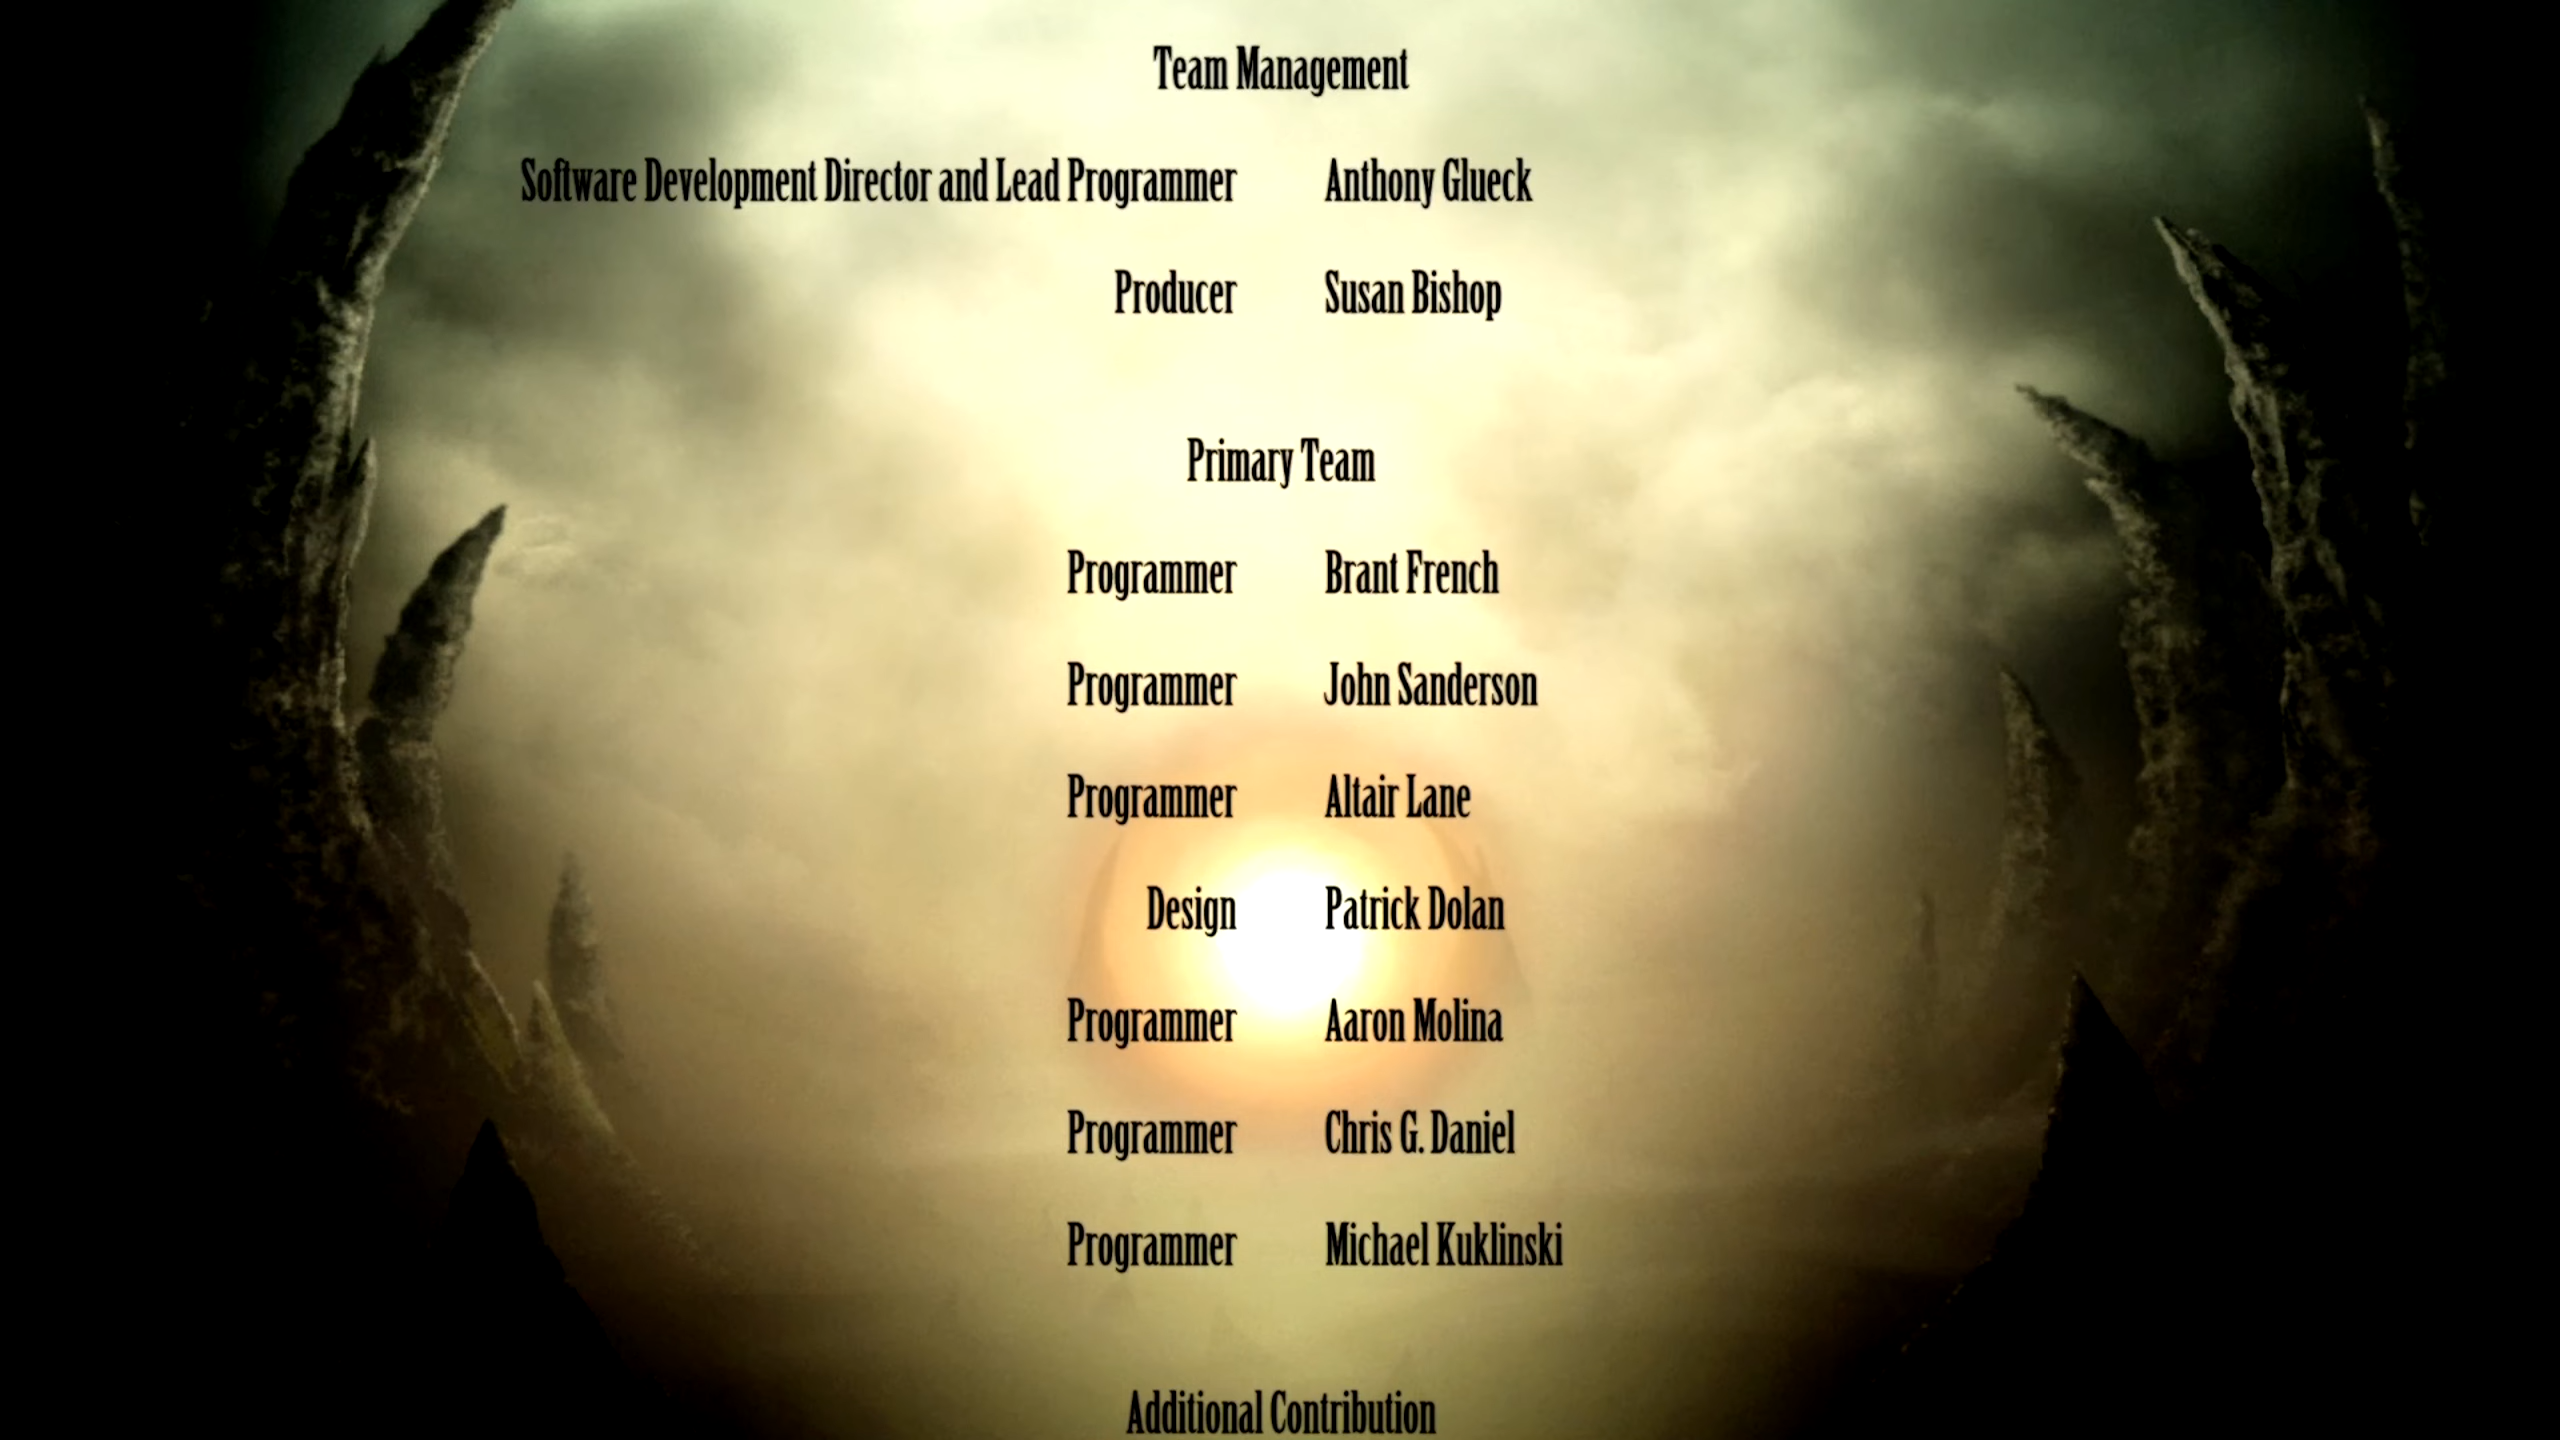 Team Management
Software Development Director and Lead Programmer Anthony Glueck
Producer Susan Bishop
Primary Team
Programmer Brant French
Programmer John Sanderson
Programmer Altair Lane
Design Patrick Dolan
Programmer Aaron Molina
Programmer Chris G. Daniel
Programmer Michael Kuklinski
Additional Contribution